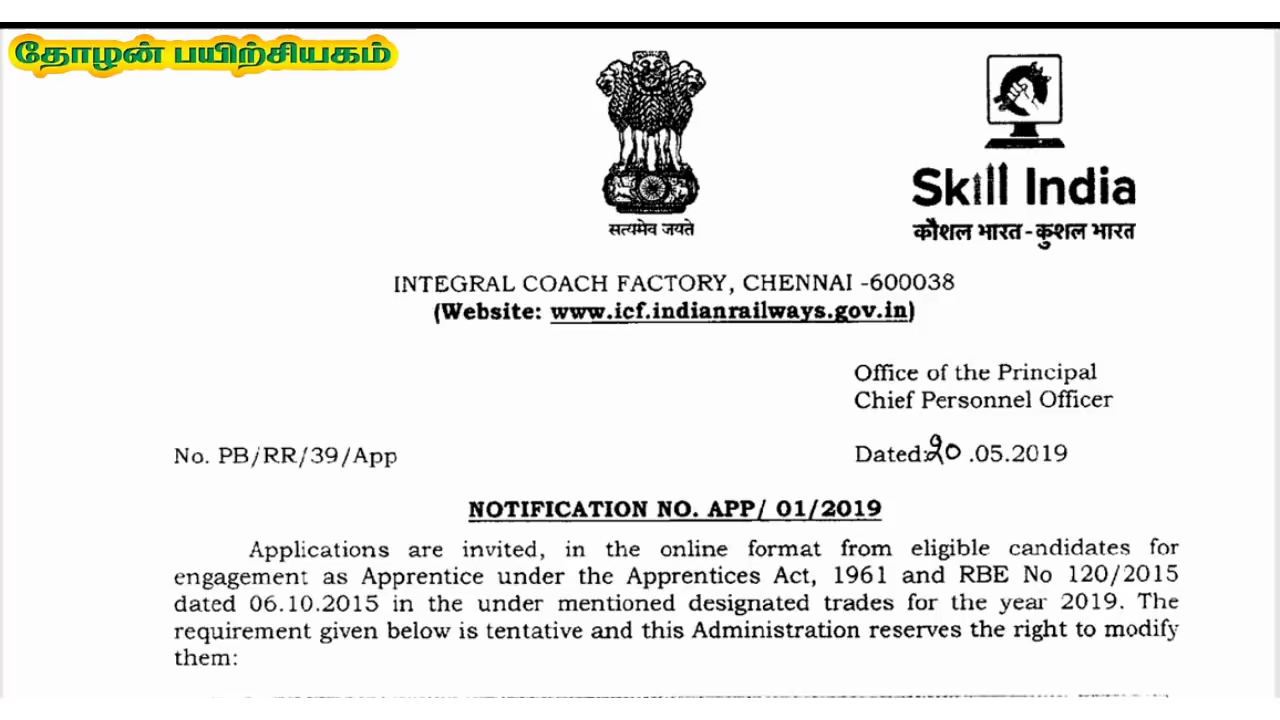 தோழன் பயிற்சியகம்
सत्यमेव जयते
Skill India
कौशल भारत - कुशल भारत
INTEGRAL COACH FACTORY, CHENNAI -600038
(Website: www.icf.indianrailways.gov.in)
Office of the Principal
Chief Personnel Officer
No. PB/RR/39/App
Dated:20.05.2019
NOTIFICATION NO. APP/ 01/2019
Applications are invited, in the online format from eligible candidates for
engagement as Apprentice under the Apprentices Act, 1961 and RBE No 120/2015
dated 06.10.2015 in the under mentioned designated trades for the year 2019. The
requirement given below is tentative and this Administration reserves the right to modify
them: